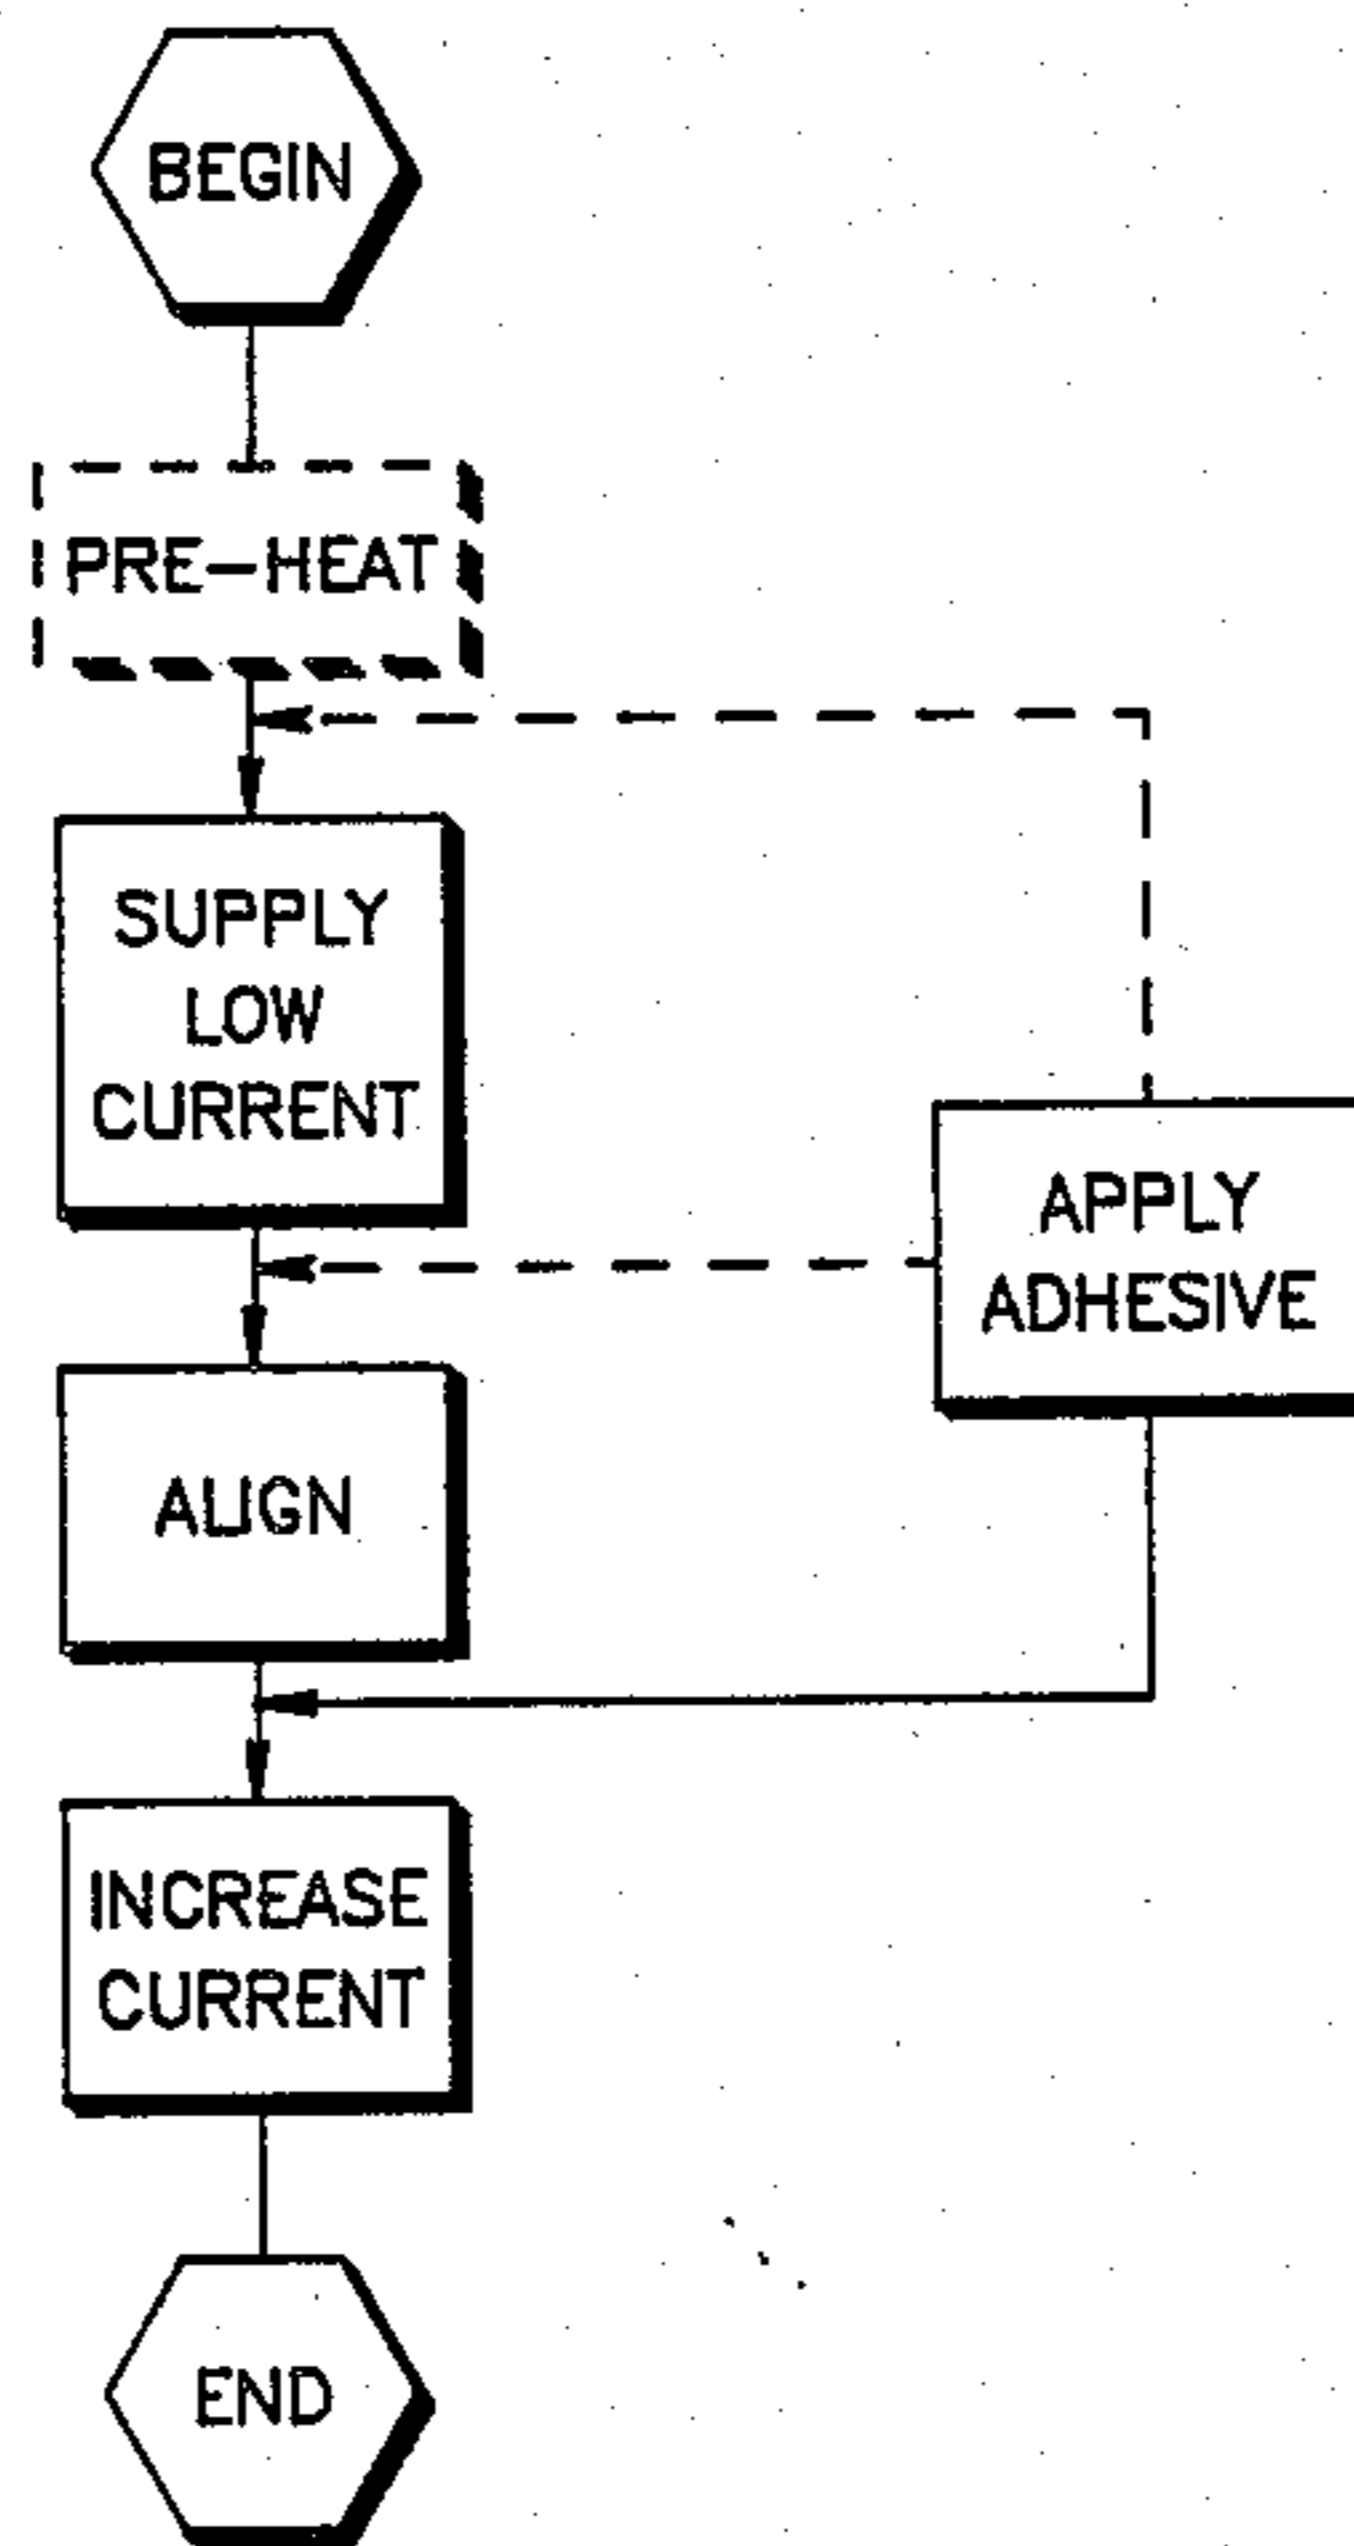 BEGIN
PRE-HEAT
SUPPLY
LOW
CURRENT
APPLY
ADHESIVE
ALIGN
INCREASE
CURRENT
END